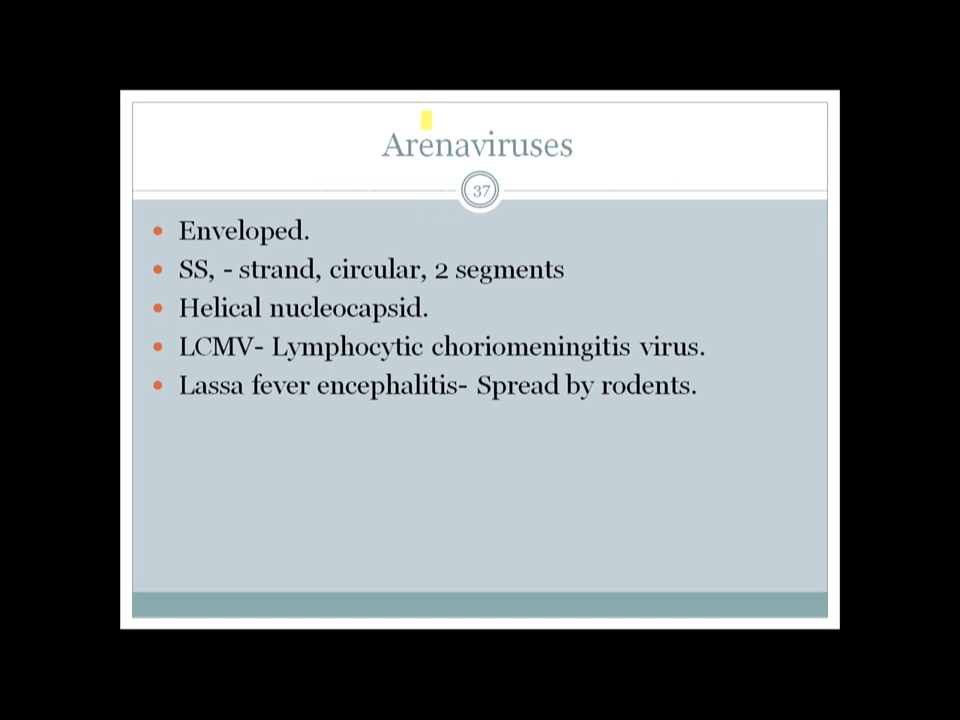 Arenaviruses
37
Enveloped.
SS, - strand, circular, 2 segments
Helical nucleocapsid.
LCMV- Lymphocytic choriomeningitis virus.
Lassa fever encephalitis- Spread by rodents.